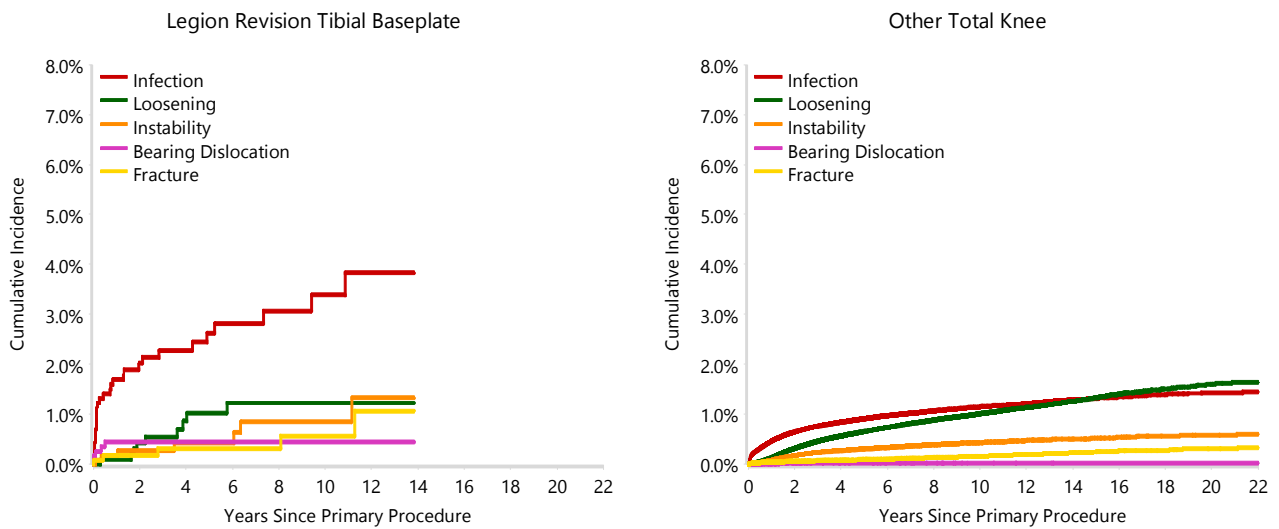 Legion Revision Tibial Baseplate
Cumulative Incidence
8.0%
7.0%
6.0%
5.0%
4.0%
3.0%
2.0%
1.0%
0.0%
Infection
Loosening
Instability
Bearing Dislocation
Fracture
0 2 4 6 8 10 12 14 16 18 20 22
Years Since Primary Procedure
Other Total Knee
Cumulative Incidence
8.0%
7.0%
6.0%
5.0%
4.0%
3.0%
2.0%
1.0%
0.0%
Infection
Loosening
Instability
Bearing Dislocation
Fracture
0 2 4 6 8 10 12 14 16 18 20 22
Years Since Primary Procedure